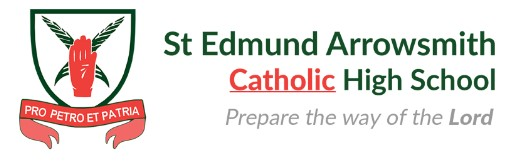 PRO PETRO ET PATRIA
St Edmund Arrowsmith
Catholic High School
Prepare the way of the Lord